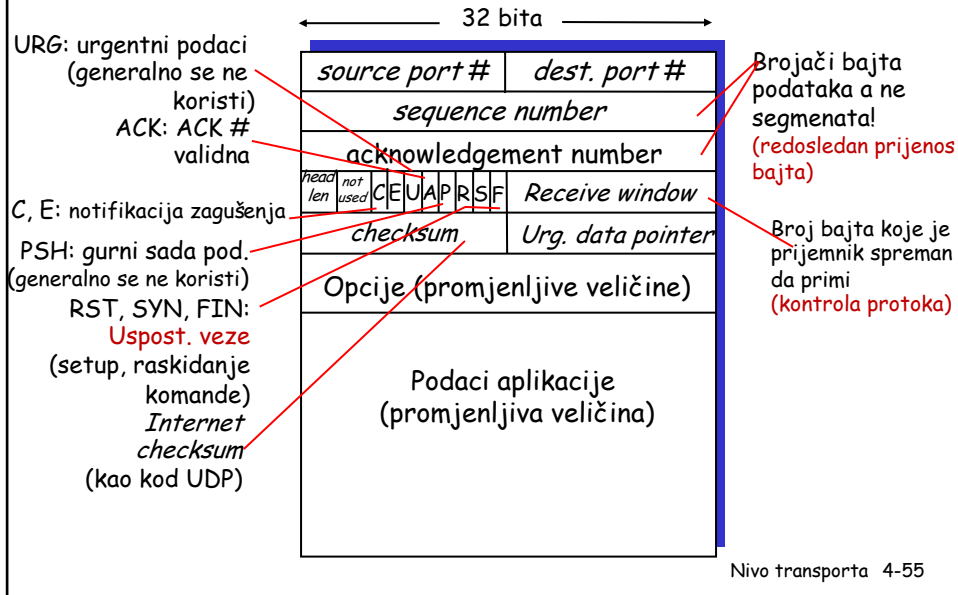 32 bita
URG: urgentni podaci
(generalno se ne
koristi)
ACK: ACK #
validna
C, E: notifikacija zagušenja
PSH: gurni sada pod.
(generalno se ne koristi)
RST, SYN, FIN:
Uspost. veze
(setup, raskidanje
komande)
Internet
checksum
(kao kod UDP)
source port # dest. port #
sequence number
acknowledgement number
head
len
not
used
C E U A P R S F Receive window
checksum Urg. data pointer
Opcije (promjenljive veličine)
Podaci aplikacije
(promjenljiva veličina)
Brojači bajta
podataka a ne
segmenata!
(redosledan prijenos
bajta)
Broj bajta koje je
prijemnik spreman
da primi
(kontrola protoka)
Nivo transporta 4-55